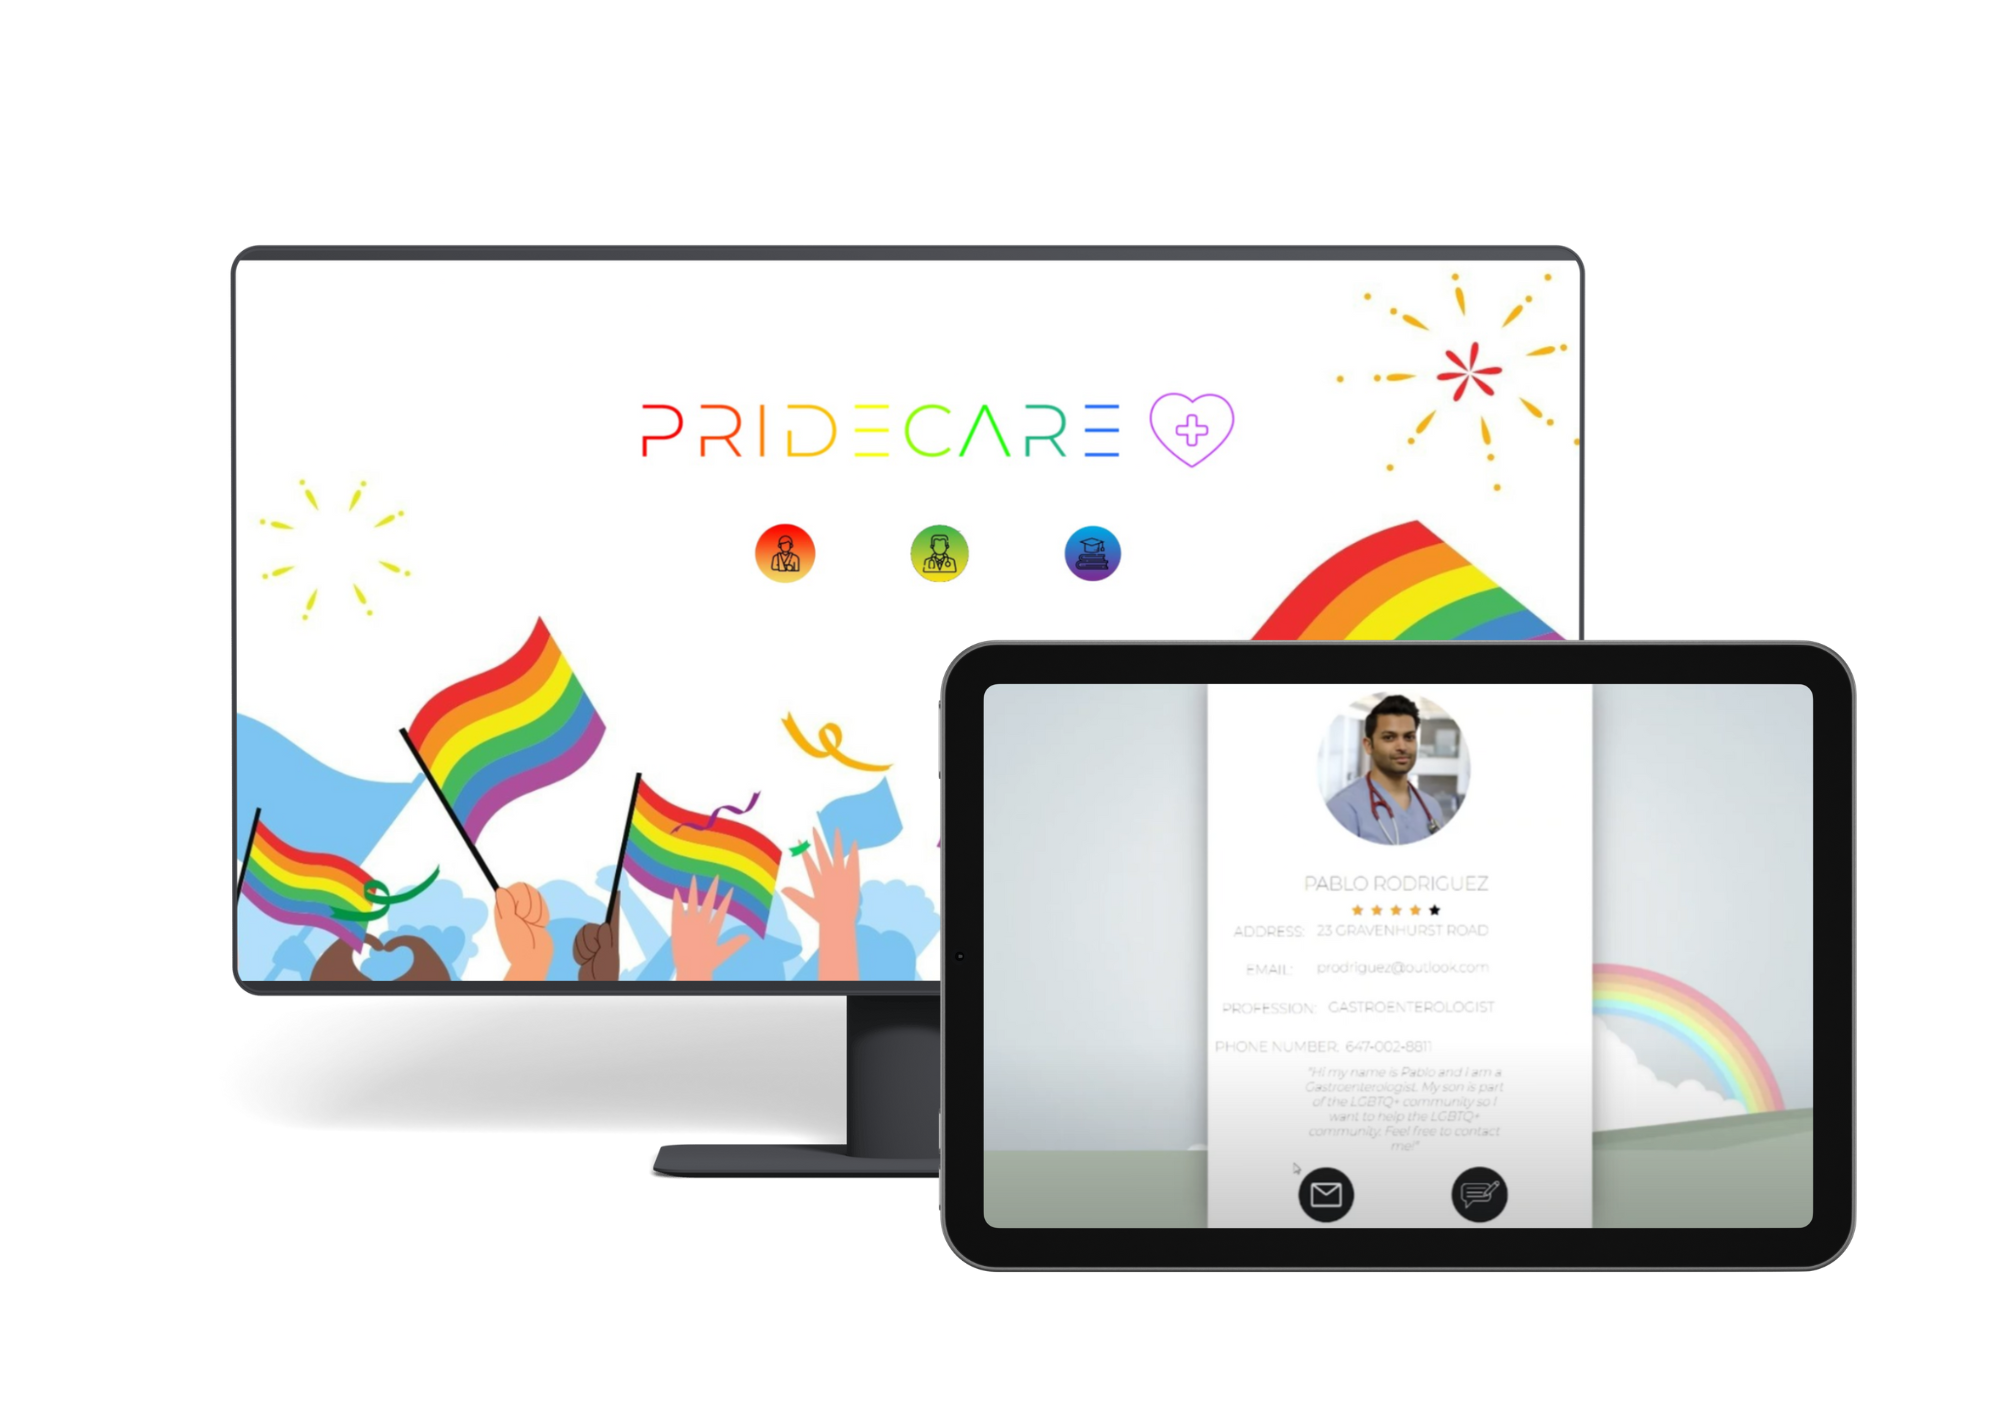 PRIDECARE
PABLO RODRIGUEZ
ADDRESS: 23 GRAVENHURST ROAD
EMAIL: prodriguez@outlook.com
PROFESSION: GASTROENTEROLOGIST
PHONE NUMBER: 647-002-8811
"Hi my name is Pablo and I am a
Gastroenterologist. My son is part
of the LGBTQ+ community so I
want to help the LGBTQ+
community. Feel free to contact
me!"